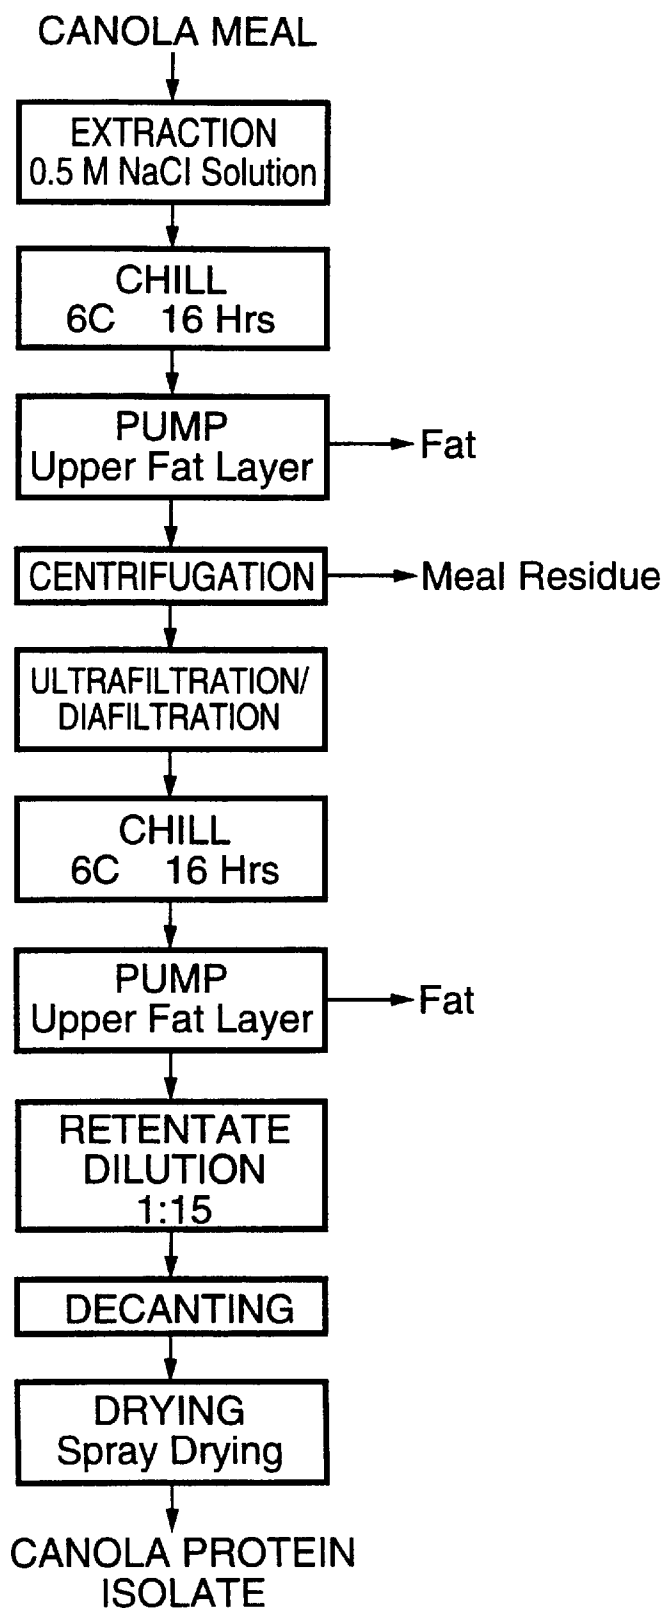 CANOLA MEAL
EXTRACTION
0.5 M NaCl Solution
CHILL
6C 16 Hrs
PUMP
Upper Fat Layer
Fat
CENTRIFUGATION
Meal Residue
ULTRAFILTRATION/
DIAFILTRATION
CHILL
6C 16 Hrs
PUMP
Upper Fat Layer
Fat
RETENTATE
DILUTION
1:15
DECANTING
DRYING
Spray Drying
CANOLA PROTEIN
ISOLATE